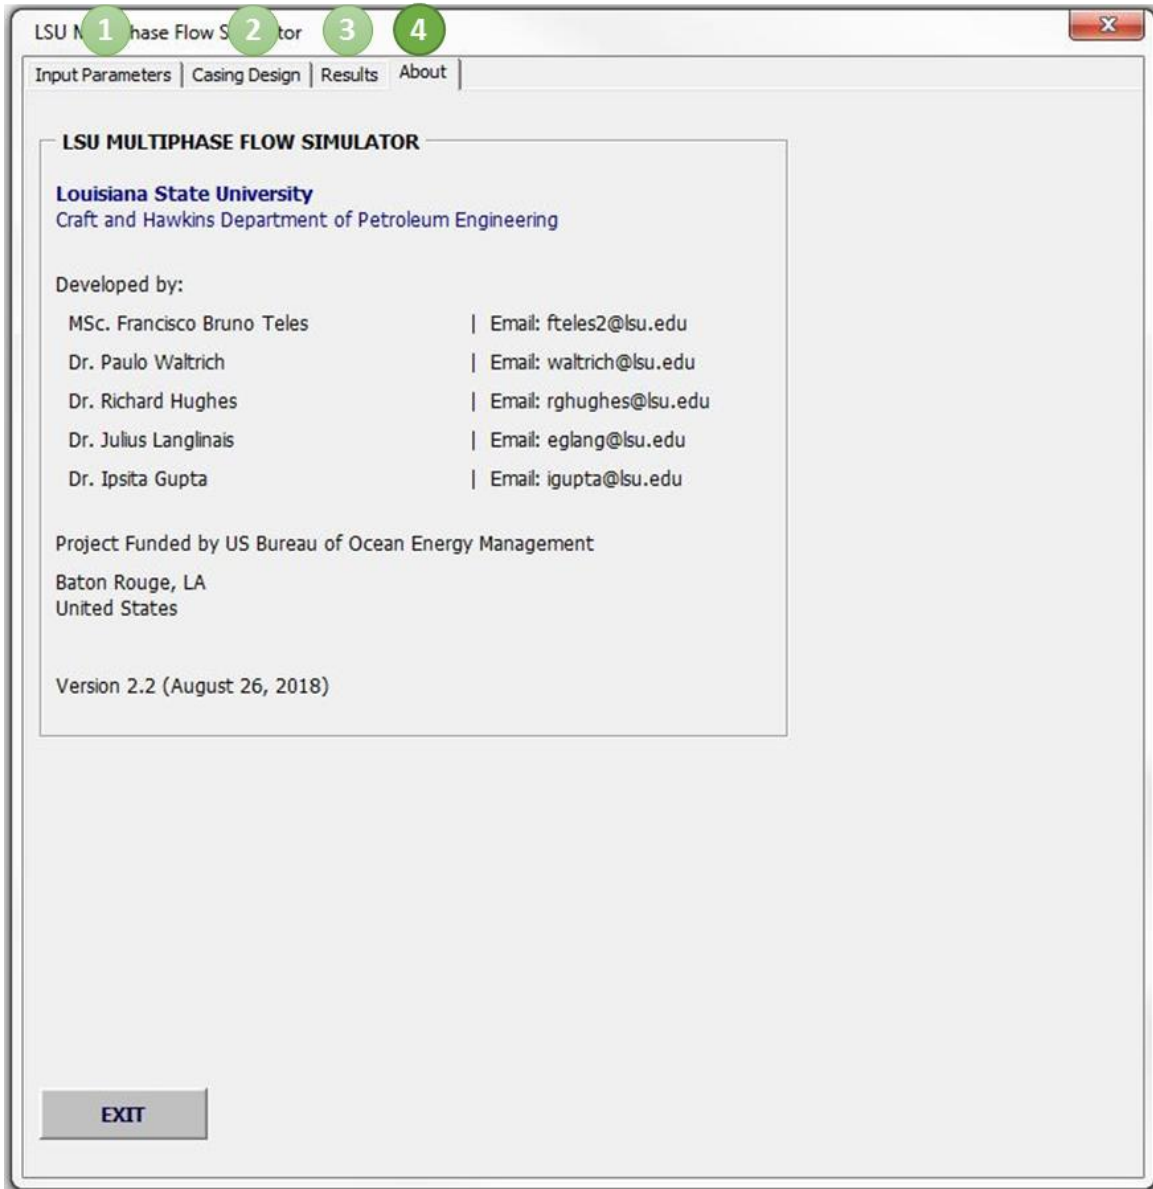 LSU M hase Flow S tor
1 2 3 4
X
Input Parameters | Casing Design | Results About
LSU MULTIPHASE FLOW SIMULATOR
Louisiana State University
Craft and Hawkins Department of Petroleum Engineering
Developed by:
MSc. Francisco Bruno Teles | Email: fteles2@lsu.edu
Dr. Paulo Waltrich | Email: waltrich@lsu.edu
Dr. Richard Hughes | Email: rghughes@lsu.edu
Dr. Julius Langlinais | Email: eglang@lsu.edu
Dr. Ipsita Gupta | Email: igupta@lsu.edu
Project Funded by US Bureau of Ocean Energy Management
Baton Rouge, LA
United States
Version 2.2 (August 26, 2018)
EXIT